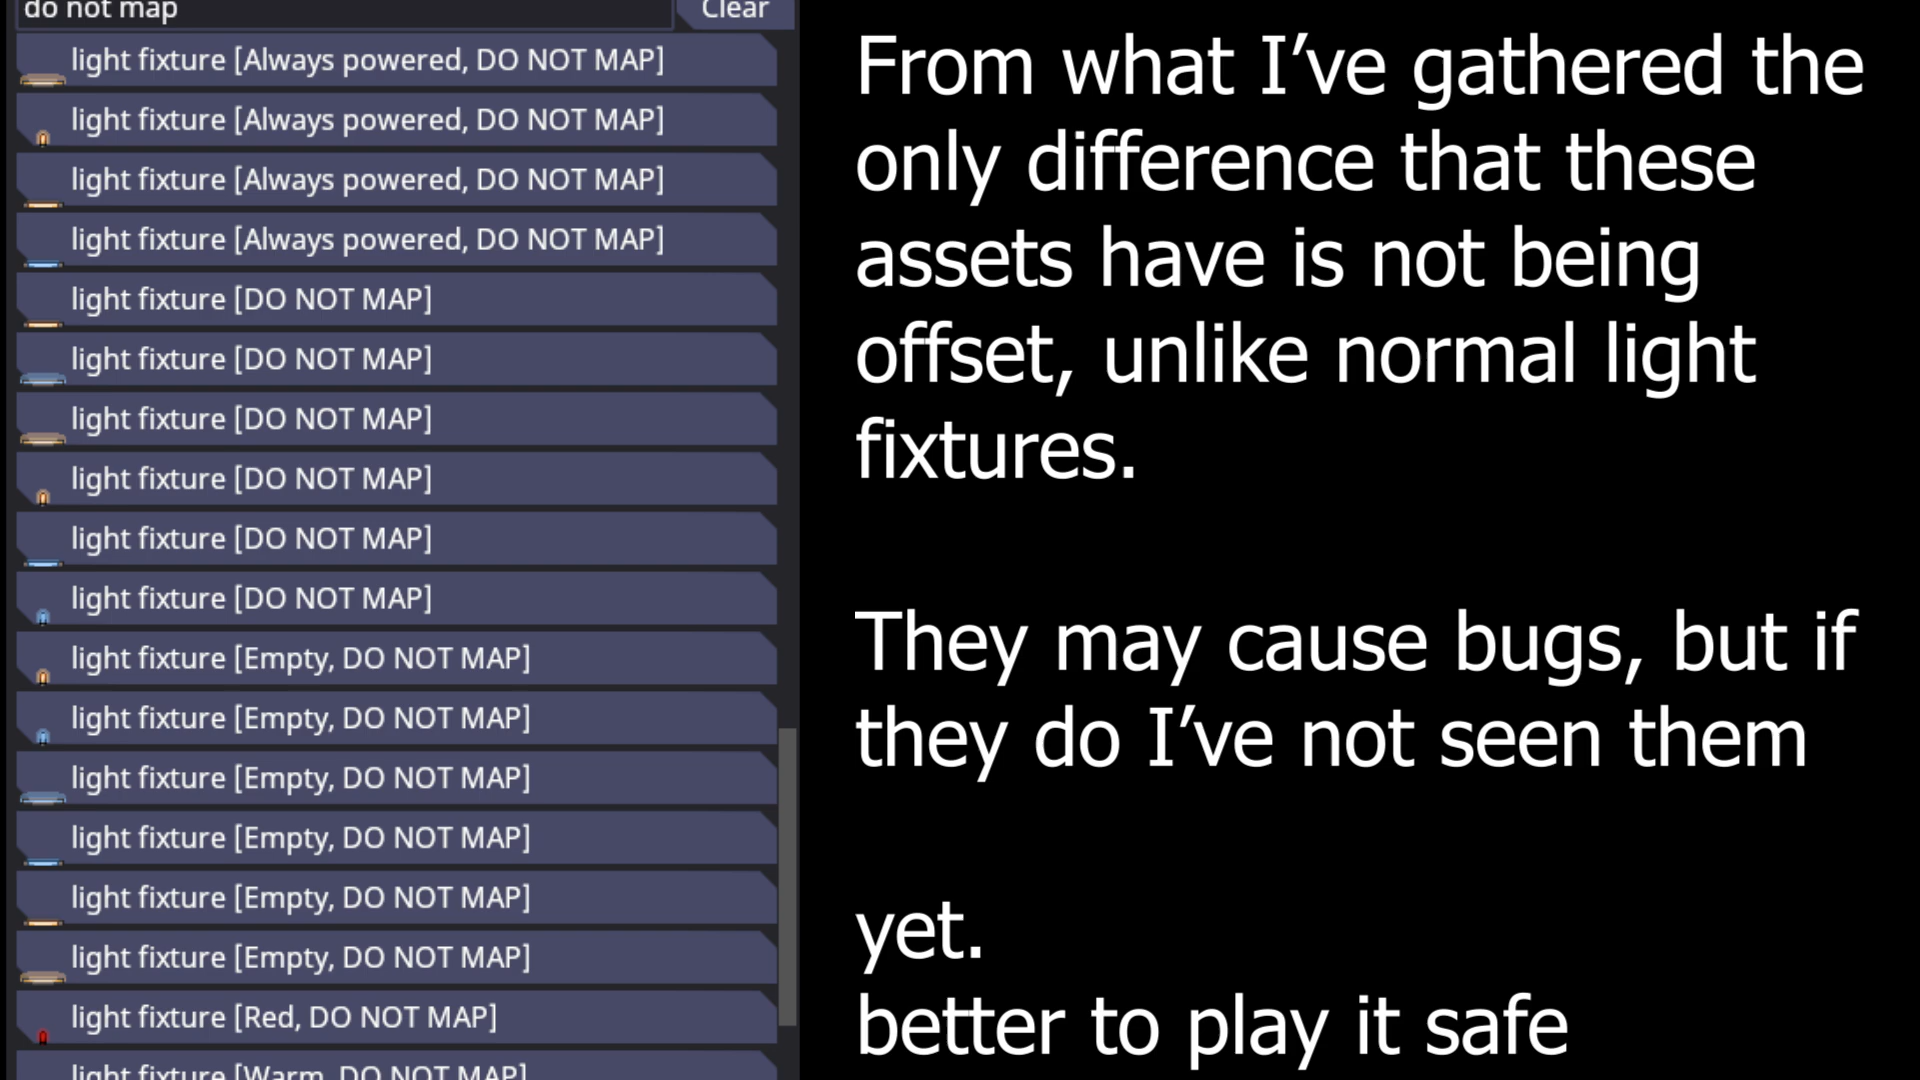 do not map
Clear
light fixture [Always powered, DO NOT MAP]
light fixture [Always powered, DO NOT MAP]
light fixture [Always powered, DO NOT MAP]
light fixture [Always powered, DO NOT MAP]
light fixture [DO NOT MAP]
light fixture [DO NOT MAP]
light fixture [DO NOT MAP]
light fixture [DO NOT MAP]
light fixture [DO NOT MAP]
light fixture [DO NOT MAP]
light fixture [Empty, DO NOT MAP]
light fixture [Empty, DO NOT MAP]
light fixture [Empty, DO NOT MAP]
light fixture [Empty, DO NOT MAP]
light fixture [Empty, DO NOT MAP]
light fixture [Empty, DO NOT MAP]
light fixture [Red, DO NOT MAP]
light fixture [Warm, DO NOT MAP]
From what I’ve gathered the
only difference that these
assets have is not being
offset, unlike normal light
fixtures.
They may cause bugs, but if
they do I’ve not seen them
yet.
better to play it safe